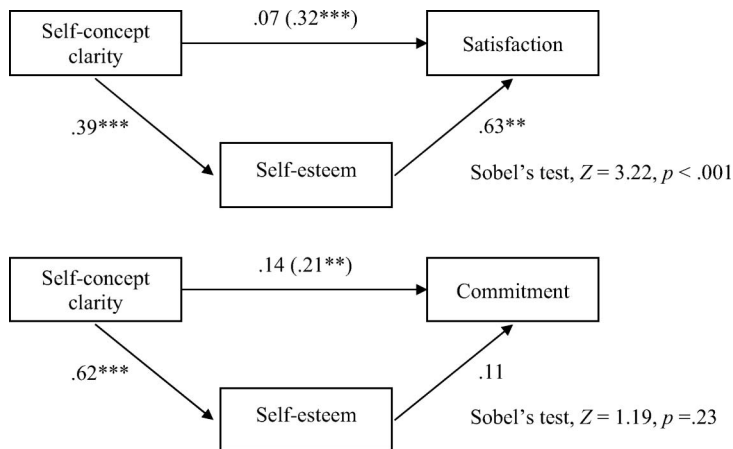 .07 (.32***)
Self-concept
clarity
Satisfaction
.39***
.63**
Self-esteem
Sobel's test, Z = 3.22, p < .001
.14 (.21**)
Self-concept
clarity
Commitment
.62***
.11
Self-esteem
Sobel's test, Z = 1.19, p =.23